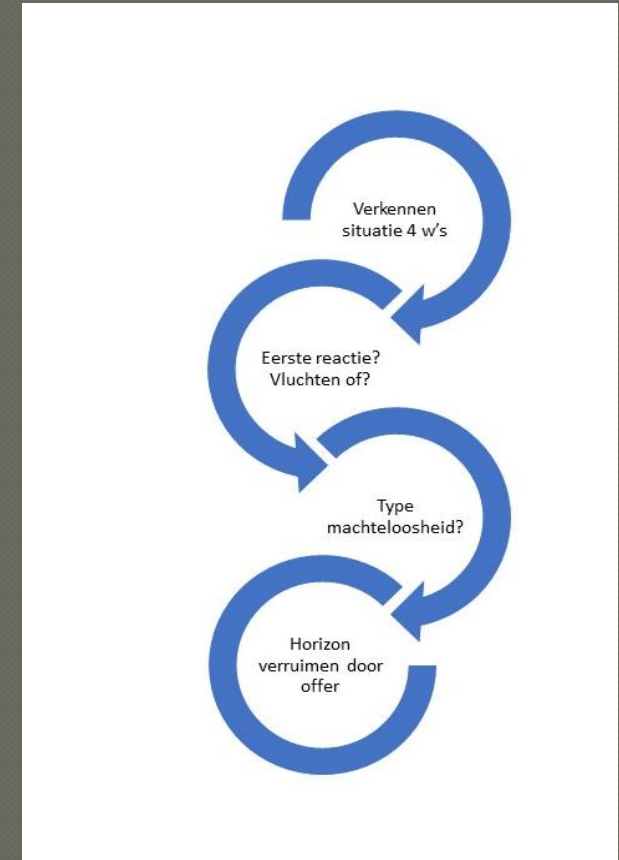 Verkennen
situatie 4 w's
Eerste reactie?
Vluchten of?
Type
machteloosheid?
Horizon
verruimen door
offer